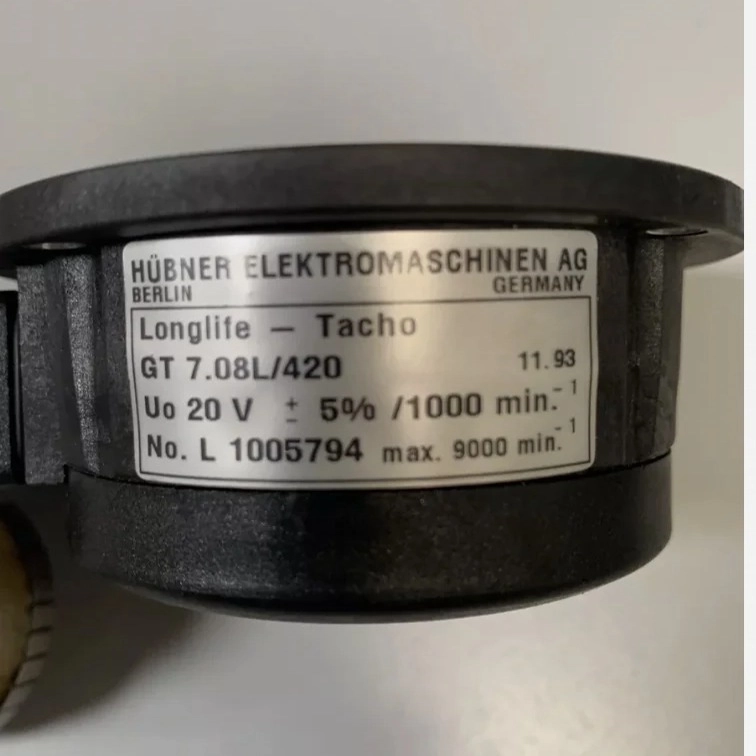 HÜBNER ELEKTROMASCHINEN AG
BERLIN GERMANY
Longlife – Tacho
GT 7.08L/420 11.93
Uo 20 V ± 5% /1000 min.⁻¹
No. L 1005794 max. 9000 min.⁻¹